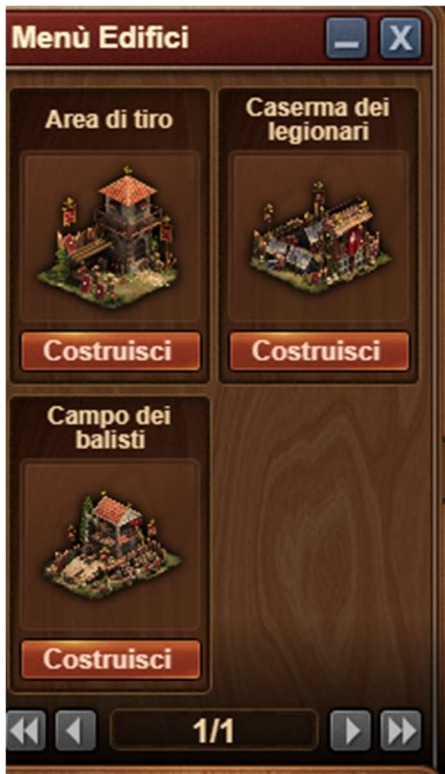 Menù Edifici
X
Area di tiro
Caserma dei
legionari
Costruisci
Costruisci
Campo dei
balisti
Costruisci
1/1